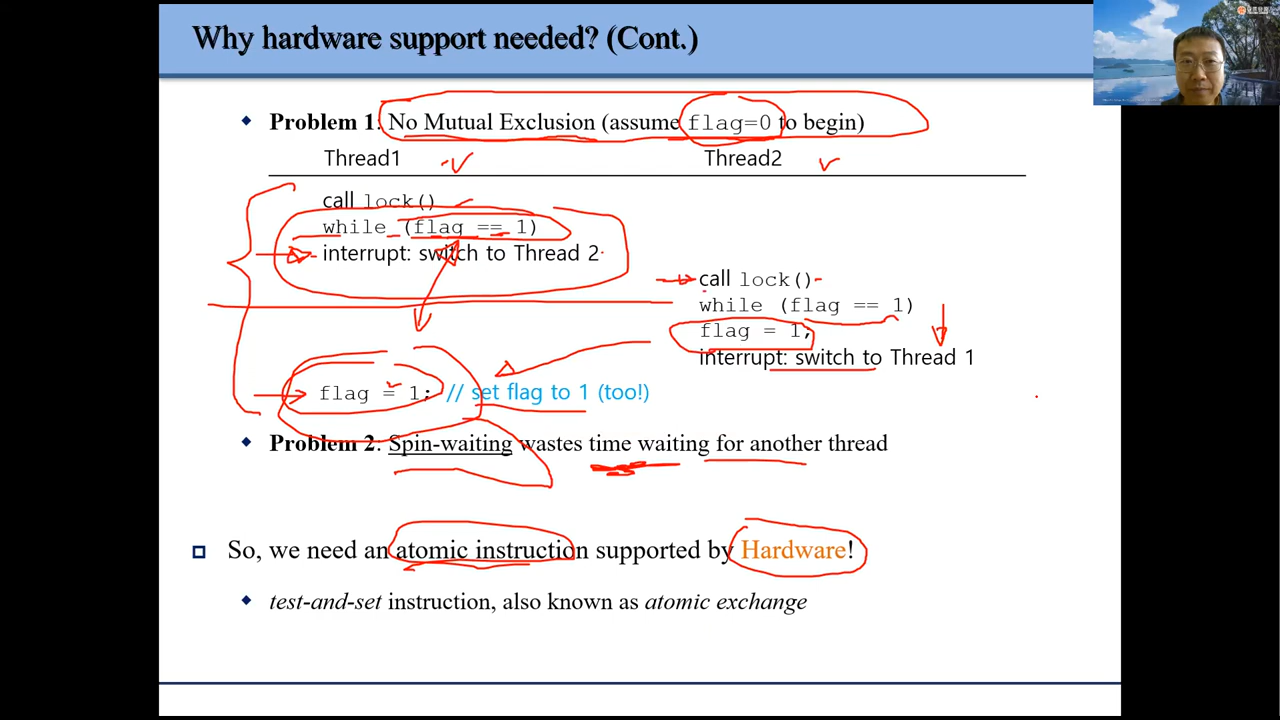 Why hardware support needed? (Cont.)
Problem 1: No Mutual Exclusion (assume flag=0 to begin)
Thread1 Thread2
call lock()
while (flag == 1)
interrupt: switch to Thread 2
call lock()
while (flag == 1)
flag = 1;
interrupt: switch to Thread 1
flag = 1; // set flag to 1 (too!)
Problem 2: Spin-waiting wastes time waiting for another thread
So, we need an atomic instruction supported by Hardware!
test-and-set instruction, also known as atomic exchange